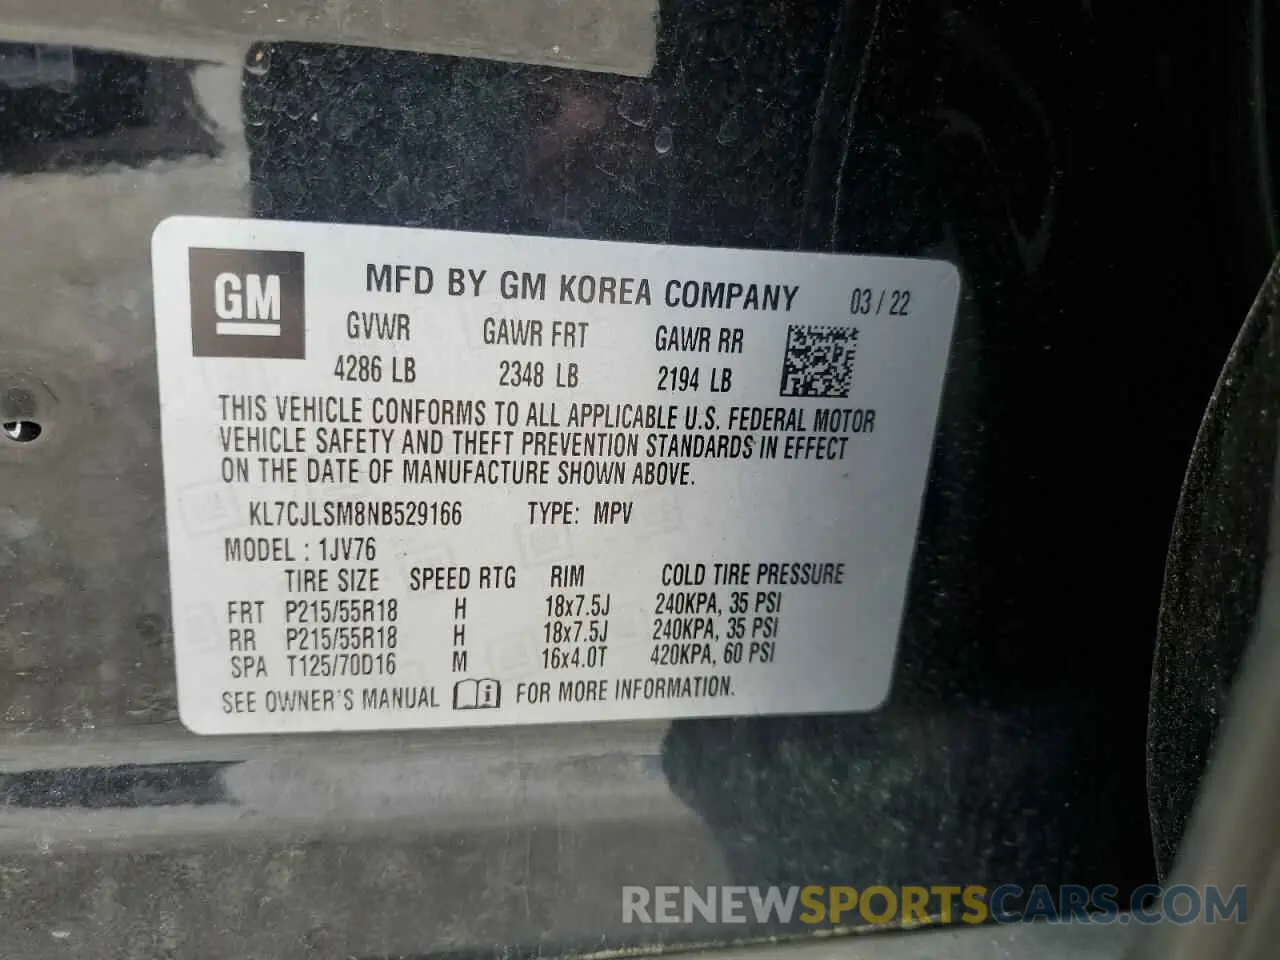 GM
MFD BY GM KOREA COMPANY 03/22
GVWR GAWR FRT GAWR RR
4286 LB 2348 LB 2194 LB
THIS VEHICLE CONFORMS TO ALL APPLICABLE U.S. FEDERAL MOTOR
VEHICLE SAFETY AND THEFT PREVENTION STANDARDS IN EFFECT
ON THE DATE OF MANUFACTURE SHOWN ABOVE.
KL7CJLSM8NB529166 TYPE: MPV
MODEL: 1JV76
TIRE SIZE SPEED RTG RIM COLD TIRE PRESSURE
FRT P215/55R18 H 18x7.5J 240KPA, 35 PSI
RR P215/55R18 H 18x7.5J 240KPA, 35 PSI
SPA T125/70D16 M 16x4.0T 420KPA, 60 PSI
SEE OWNER'S MANUAL i FOR MORE INFORMATION.
RENEWSPORTSCARS.COM